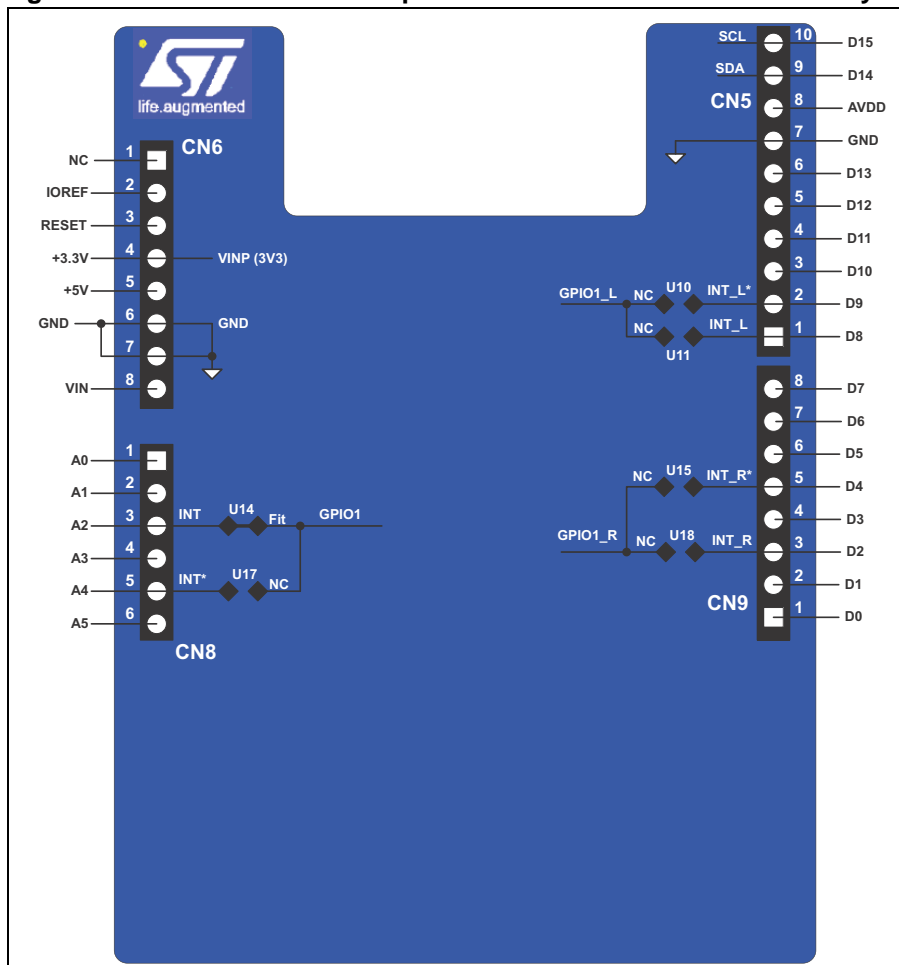 life.augmented
CN6
NC 1
IOREF 2
RESET 3
+3.3V 4 VINP (3V3)
+5V 5
GND 6 GND
7
VIN 8
A0 1
A1 2
A2 3 INT U14 Fit GPIO1
A3 4
A4 5 INT* U17 NC
A5 6
CN8
SCL 10 D15
SDA 9 D14
CN5 8 AVDD
7 GND
6 D13
5 D12
4 D11
3 D10
GPIO1_L NC U10 INT_L* 2 D9
NC U11 INT_L 1 D8
8 D7
7 D6
6 D5
NC U15 INT_R* 5 D4
4 D3
GPIO1_R NC U18 INT_R 3 D2
2 D1
CN9 1 D0